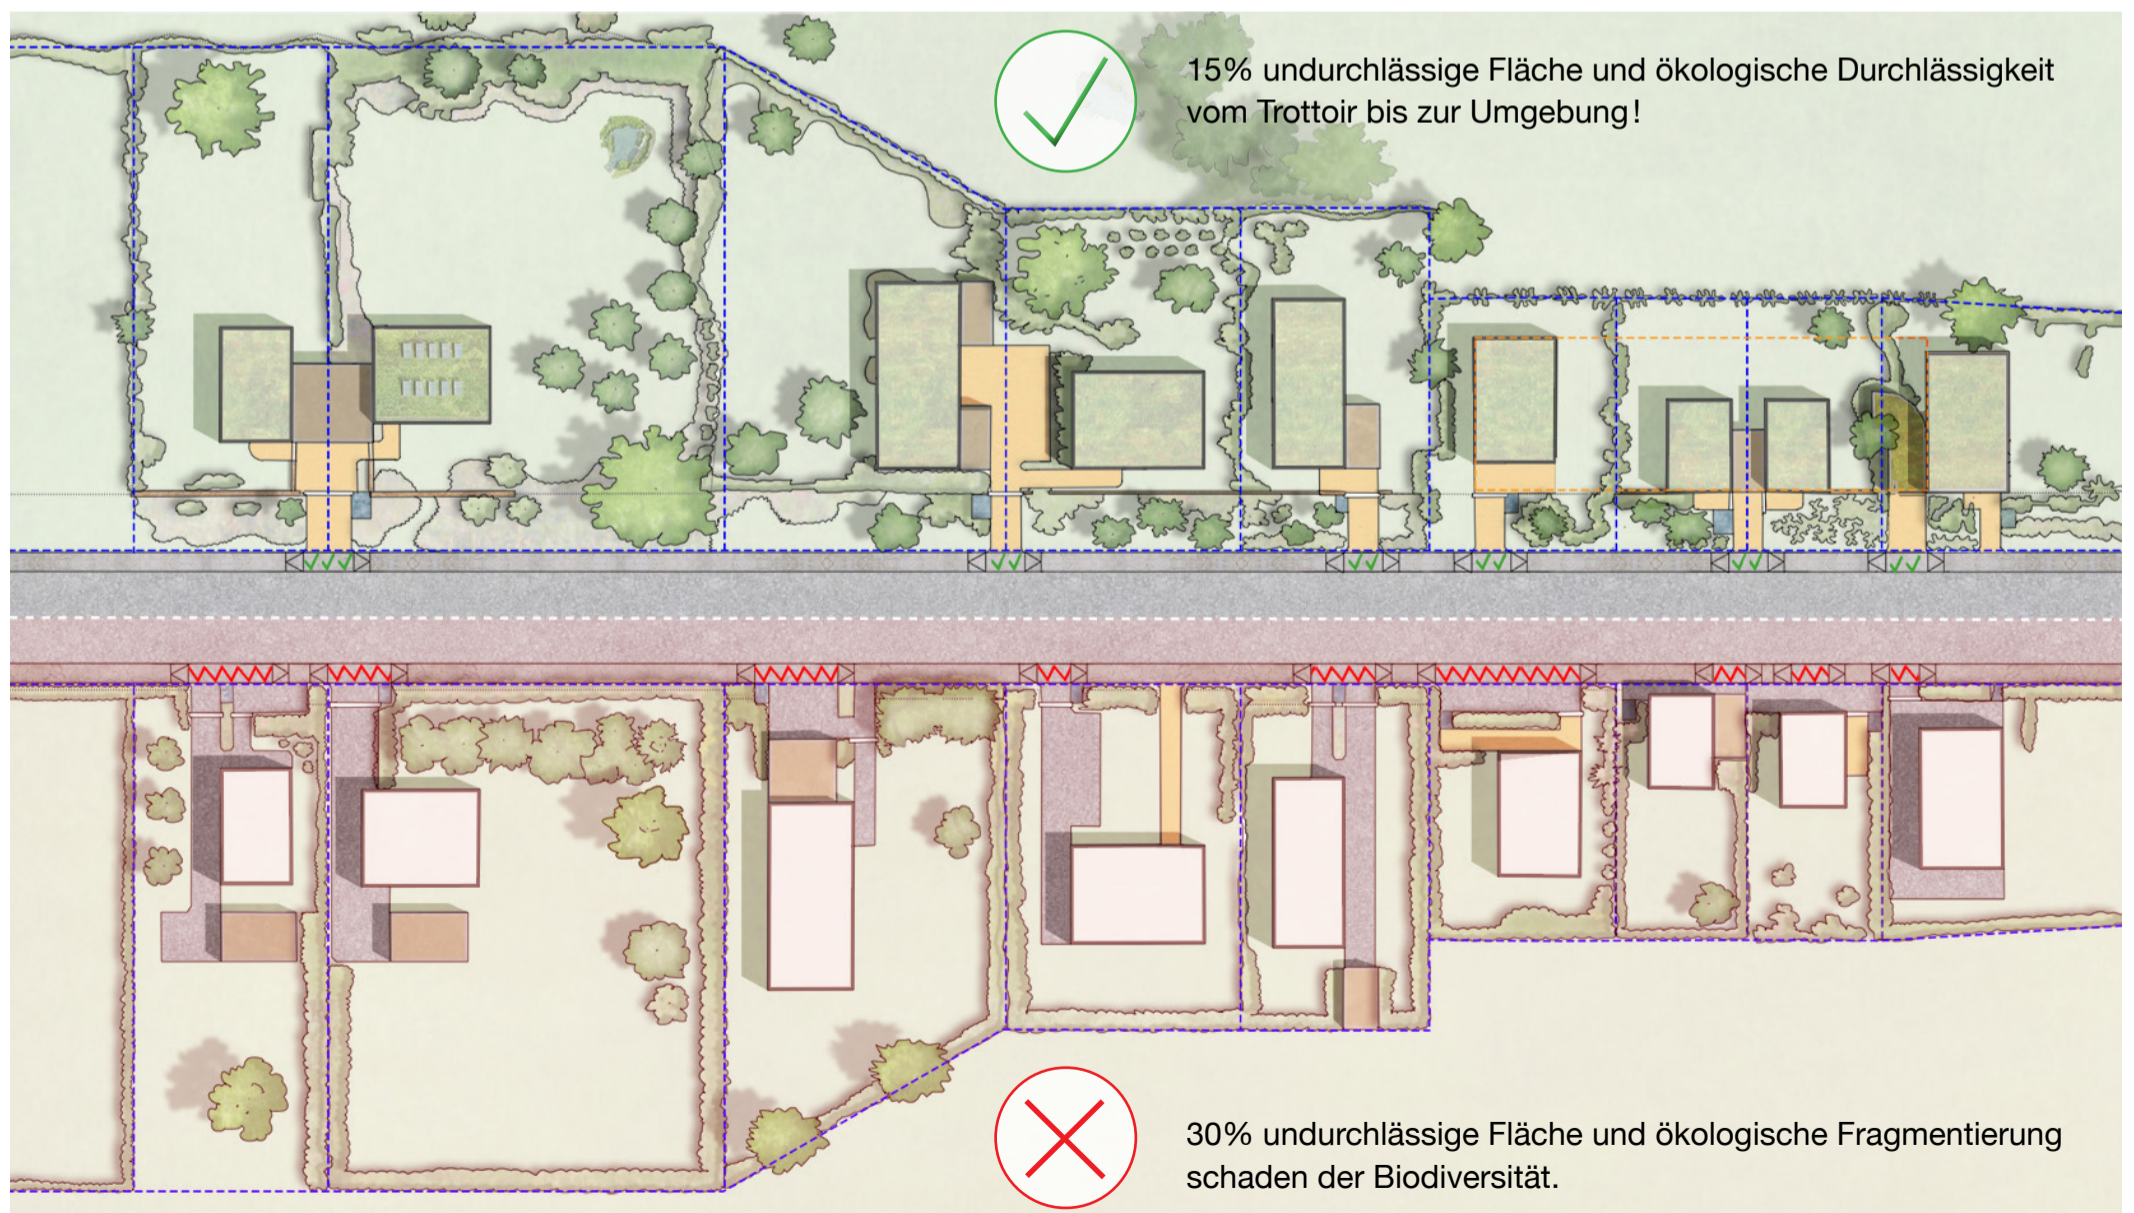 15% undurchlässige Fläche und ökologische Durchlässigkeit
vom Trottoir bis zur Umgebung!
30% undurchlässige Fläche und ökologische Fragmentierung
schaden der Biodiversität.